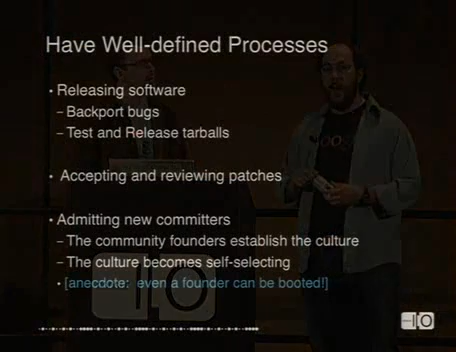 Have Well-defined Processes
• Releasing software
– Backport bugs
– Test and Release tarballs
• Accepting and reviewing patches
• Admitting new committers
– The community founders establish the culture
– The culture becomes self-selecting
• [anecdote: even a founder can be booted!]
I/O